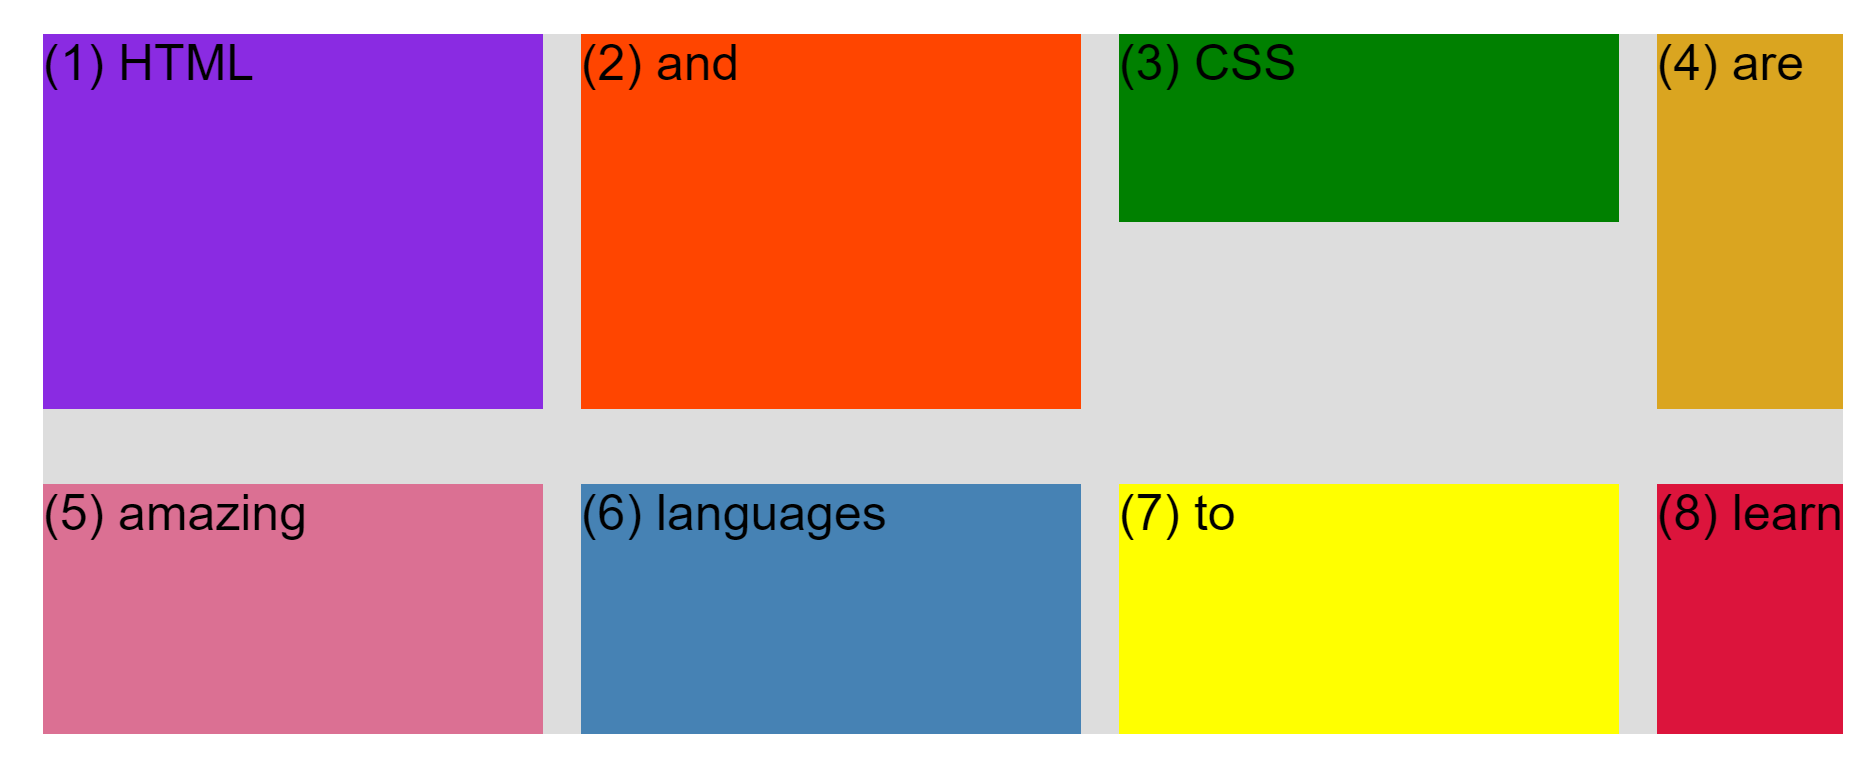 (1) HTML
(2) and
(3) CSS
(4) are
(5) amazing
(6) languages
(7) to
(8) learn